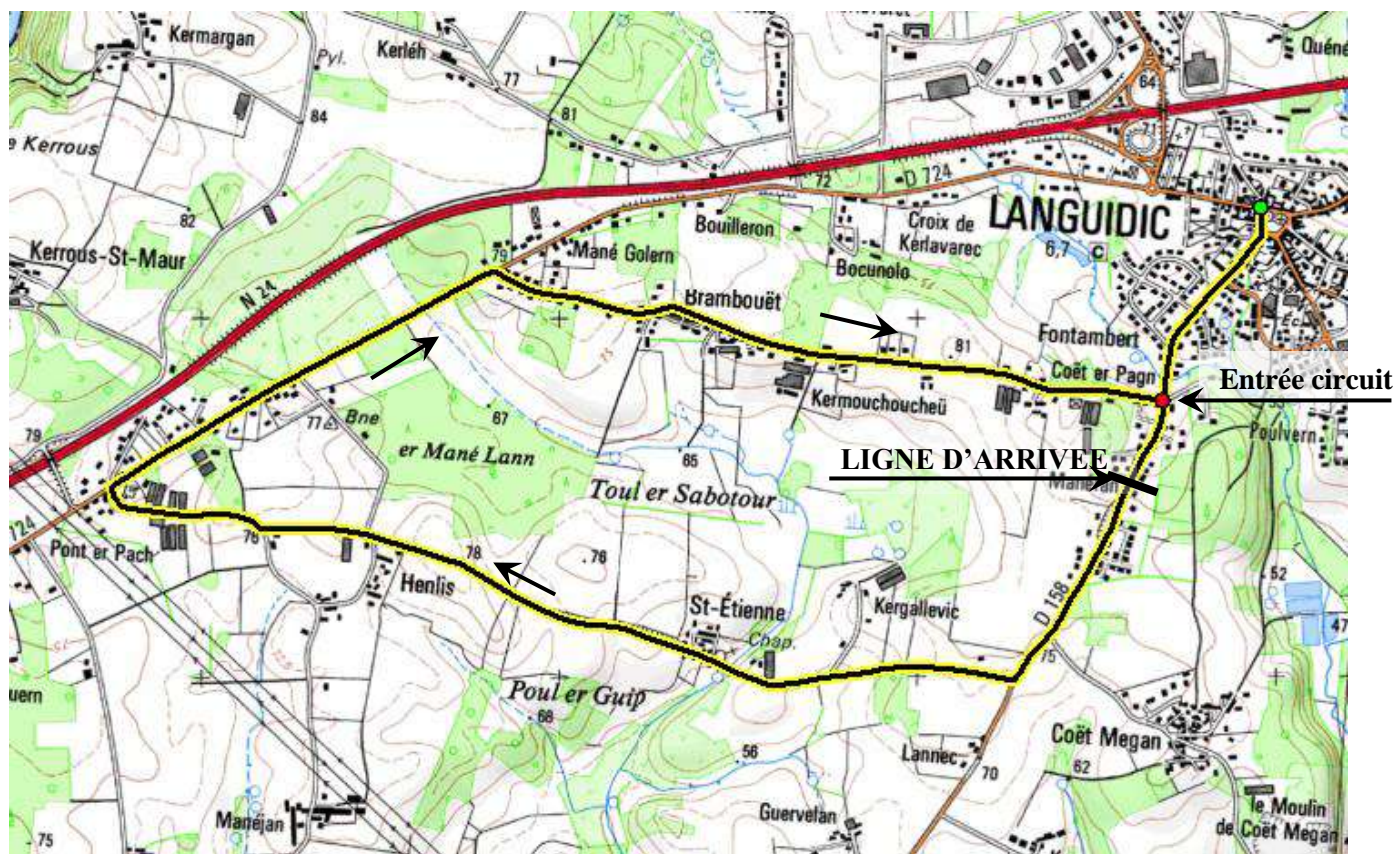 Kermargan
Pyl.
Kerléh
77
64
Quéné
84
81
71
Kerrous
82
72
D 724
LANGUIDIC
Bouilleron
Croix de
Kerlavarec
6,7
C
Kerrous-St-Maur
79
Mané Golern
Bocunolo
N 24
Brambouët
Fontambert
81
Coët er Pagn
Entrée circuit
Kermouchoucheü
67
77
Bne
er Mané Lann
65
Poulvern
79
LIGNE D'ARRIVEE
Toul er Sabotour
724
Pont er Pach
76
78
76
Henlis
52
St-Étienne
Kergallevic
D 158
47
Chap.
75
Poul er Guip
uern
68
56
Lannec
70
Coët Megan
62
Manéjan
Guervelan
le Moulin
de Coët Megan
75